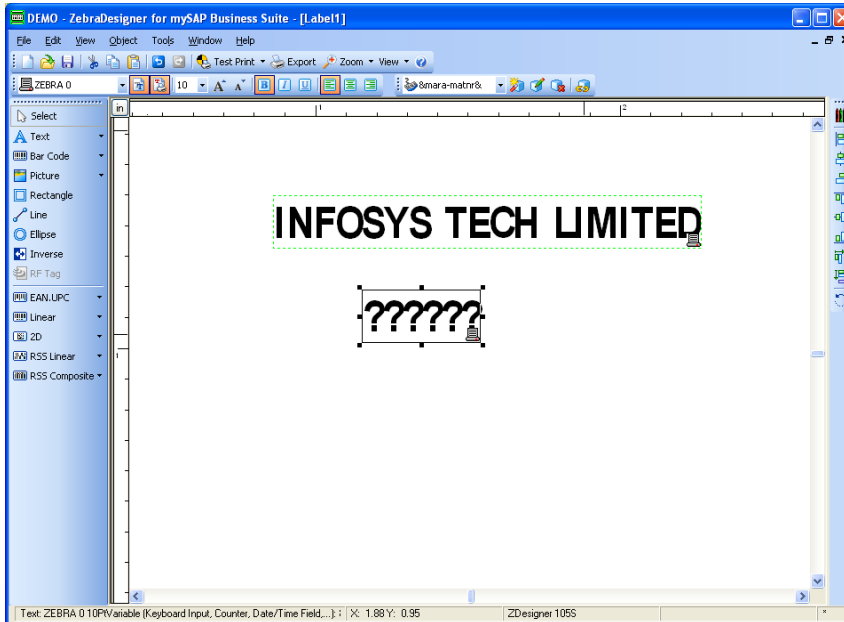 DEMO - ZebraDesigner for mySAP Business Suite - [Label1]
File Edit View Object Tools Window Help
Test Print Export Zoom View
ZEBRA 0 10 A A B I U &mara-matnr&
in 1 2
Select
Text
Bar Code
Picture
Rectangle
Line
Ellipse
Inverse
RF Tag
EAN.UPC
Linear
2D
RSS Linear
RSS Composite
1
INFOSYS TECH LIMITED
??????
Text: ZEBRA 0 10Pt Variable (Keyboard Input, Counter, Date/Time Field,...): X: 1.88 Y: 0.95 ZDesigner 105S